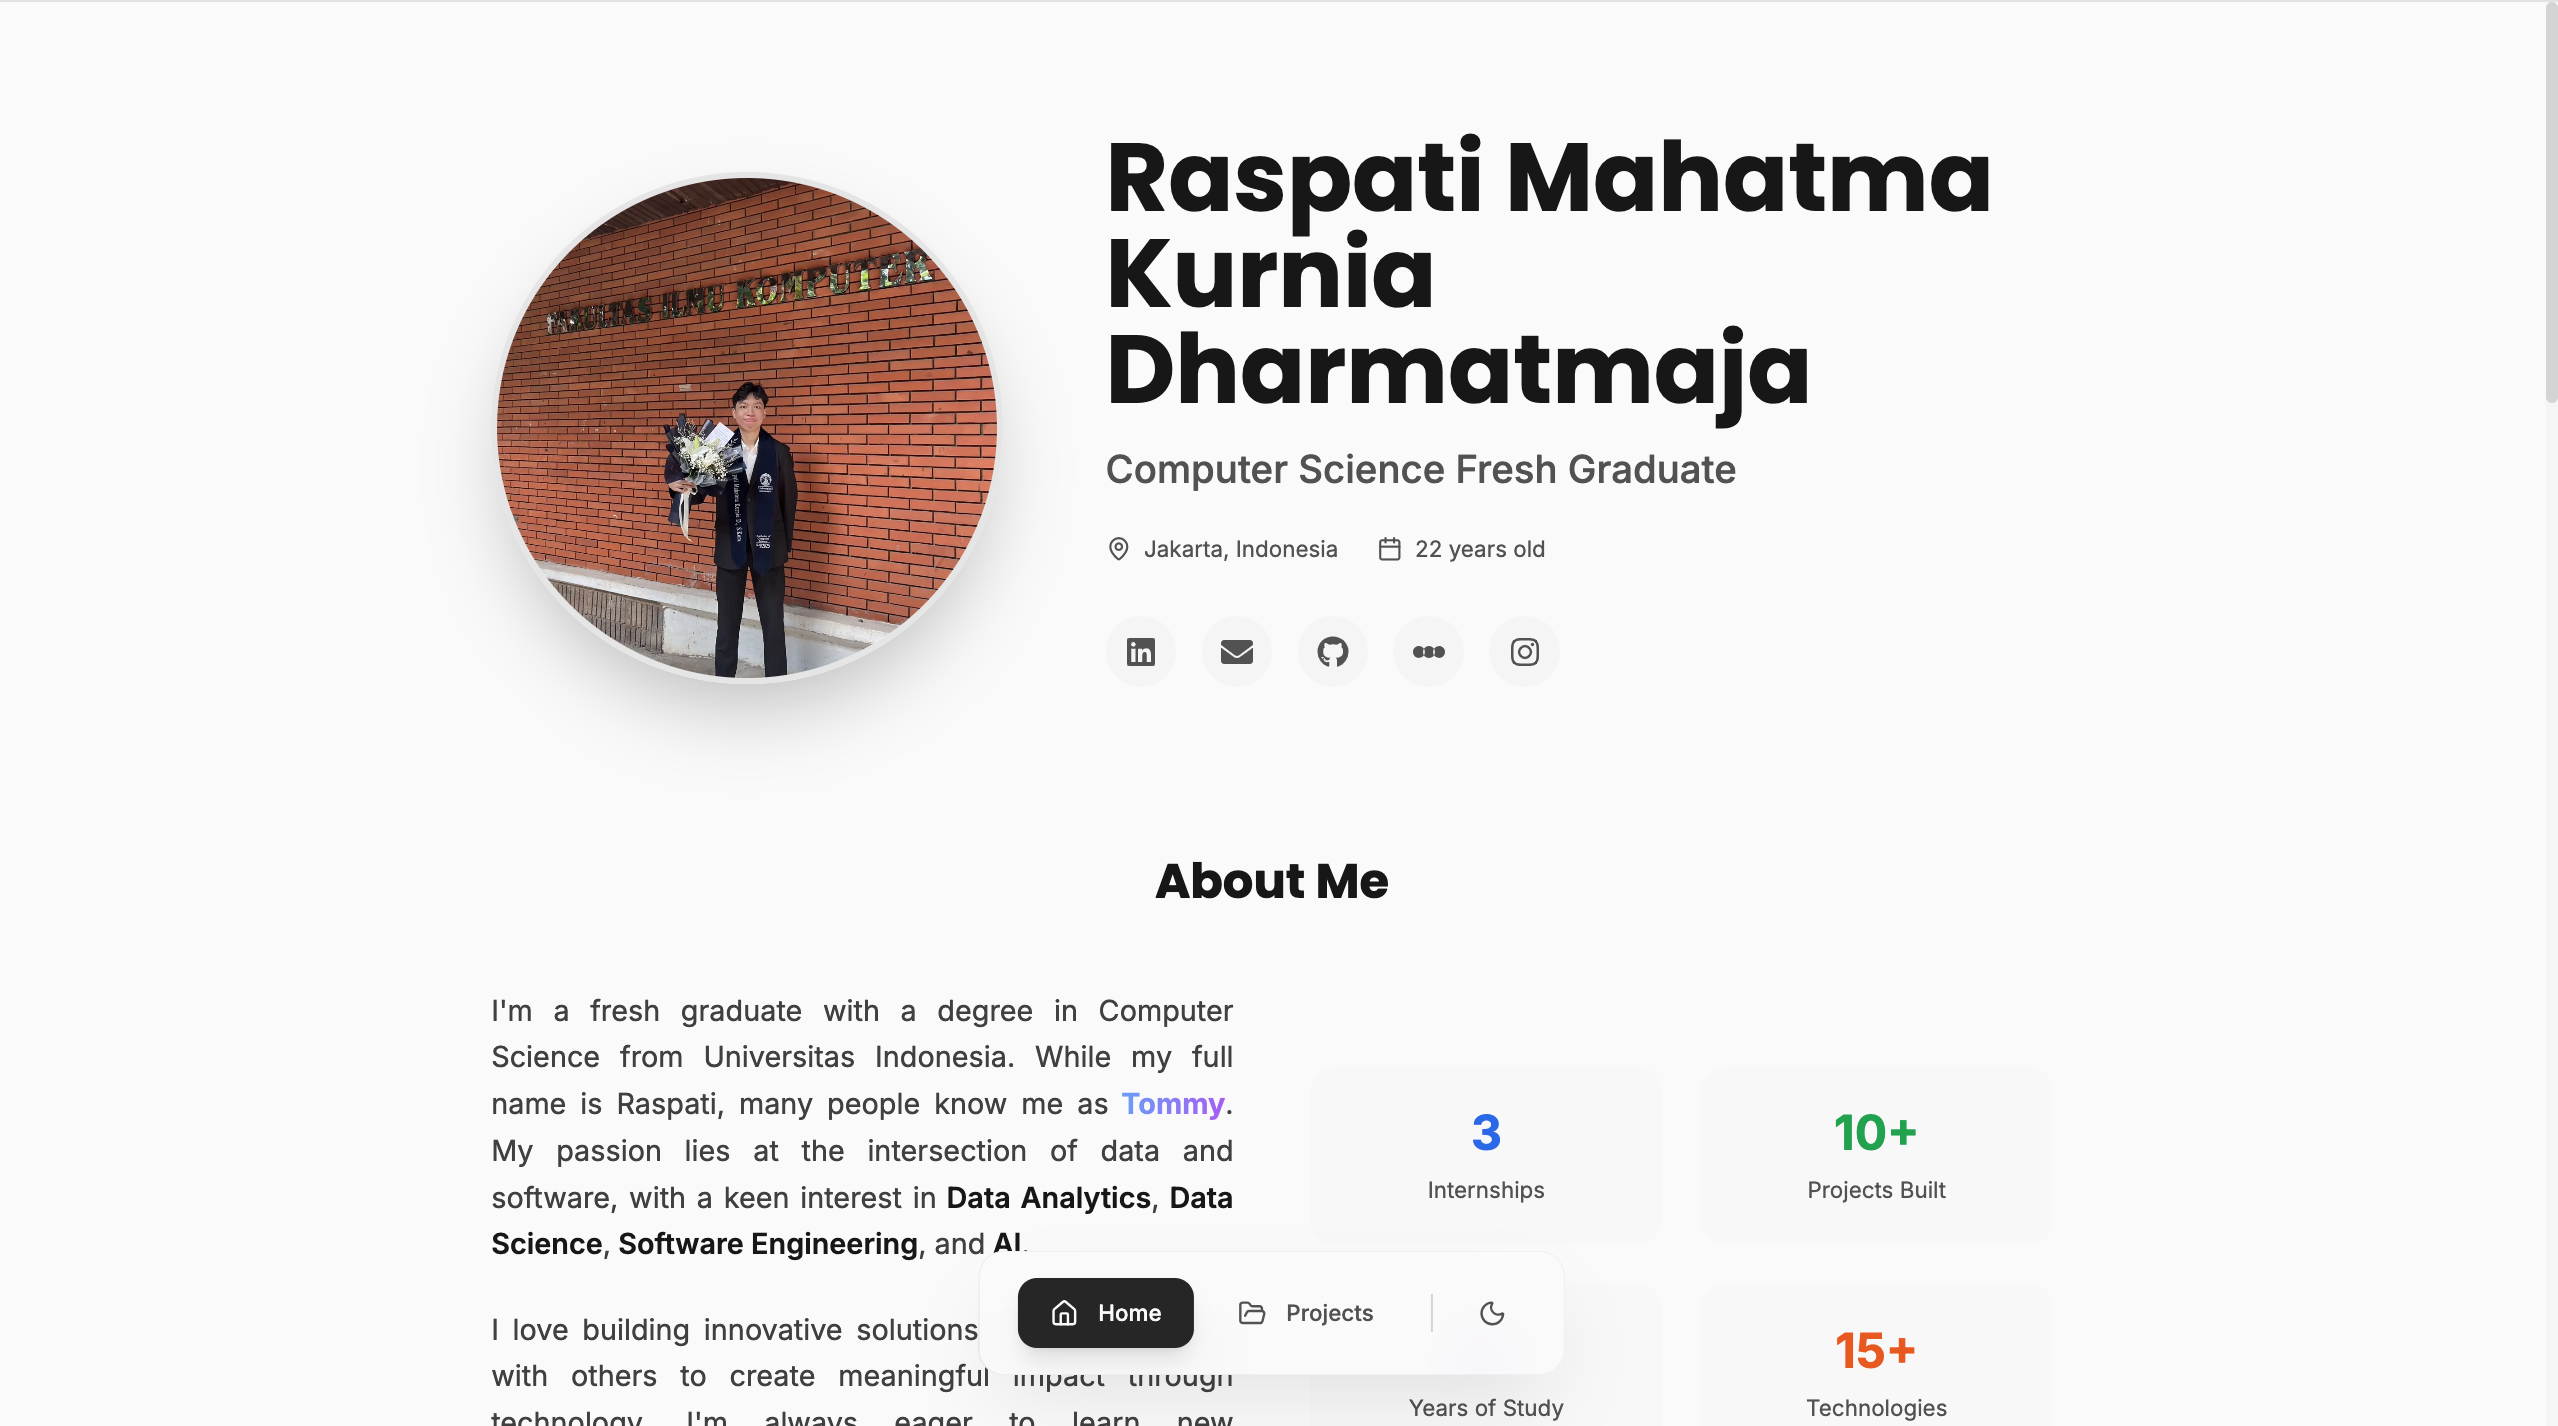 FAKULTAS ILMU KOMPUTER
Raspati Mahatma
Kurnia
Dharmatmaja
Computer Science Fresh Graduate
Jakarta, Indonesia
22 years old
in
About Me
I'm a fresh graduate with a degree in Computer
Science from Universitas Indonesia. While my full
name is Raspati, many people know me as Tommy.
My passion lies at the intersection of data and
software, with a keen interest in Data Analytics, Data
Science, Software Engineering, and AI.
I love building innovative solutions
with others to create meaningful impact through
technology. I'm always eager to learn new
3
Internships
10+
Projects Built
Years of Study
15+
Technologies
Home
Projects